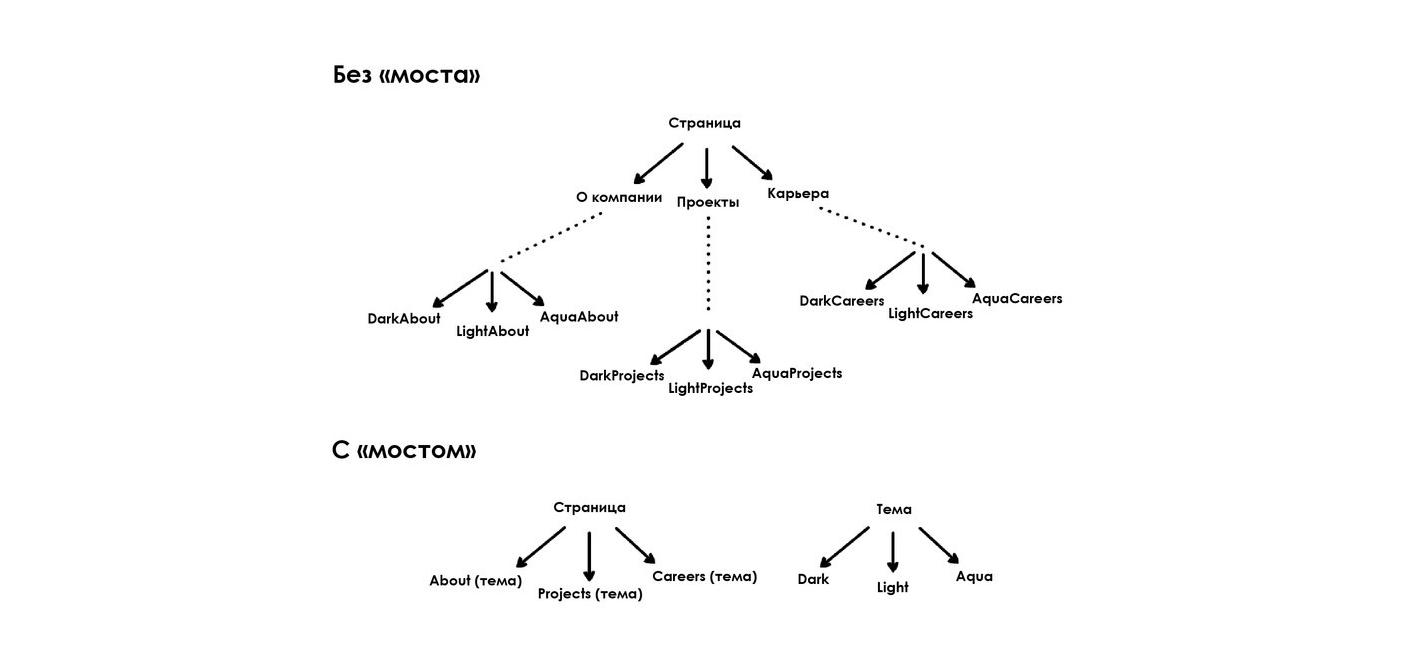 Без «моста»
Страница
О компании
Проекты
Карьера
DarkAbout
LightAbout
AquaAbout
DarkProjects
LightProjects
AquaProjects
DarkCareers
LightCareers
AquaCareers
С «мостом»
Страница
About (тема)
Projects (тема)
Careers (тема)
Тема
Dark
Light
Aqua